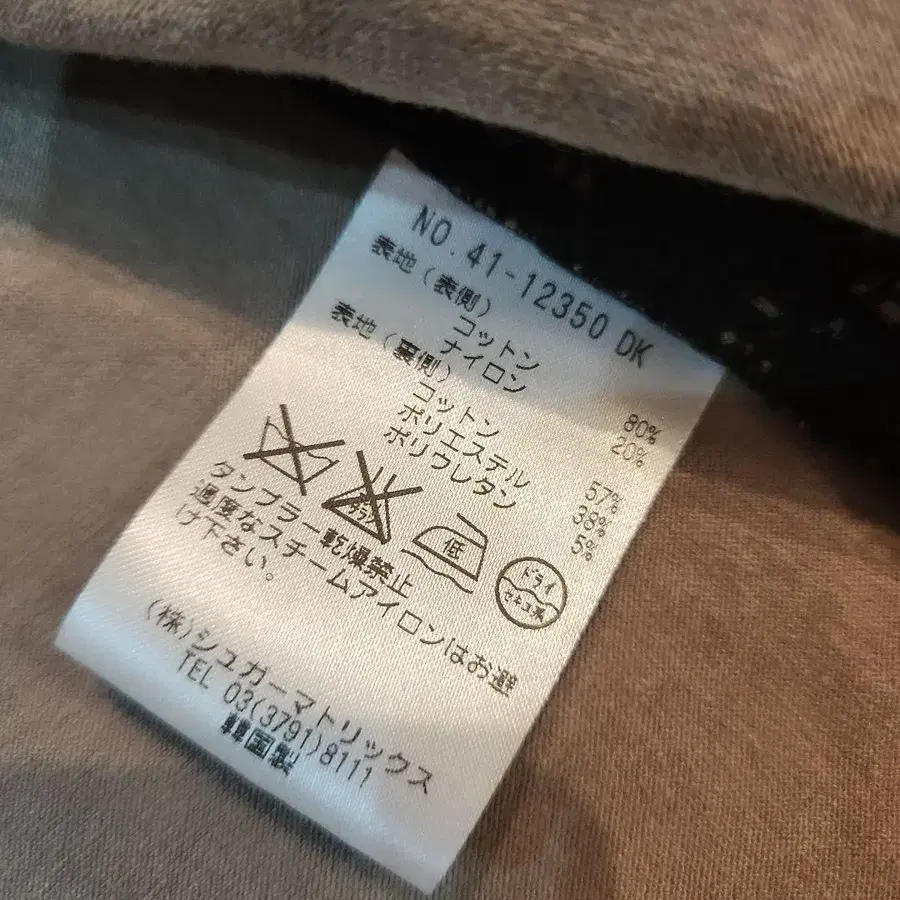 NO.41-12350 DK
表地(表側)
コットン 80%
ナイロン 20%
表地(裏側)
コットン 57%
ポリエステル 38%
ポリウレタン 5%
低
ドライ
セキユ系
タンブラー乾燥禁止
過度なスチームアイロンはお避
け下さい。
(株)シュガーマトリックス
TEL 03(3791)8111
韓国製